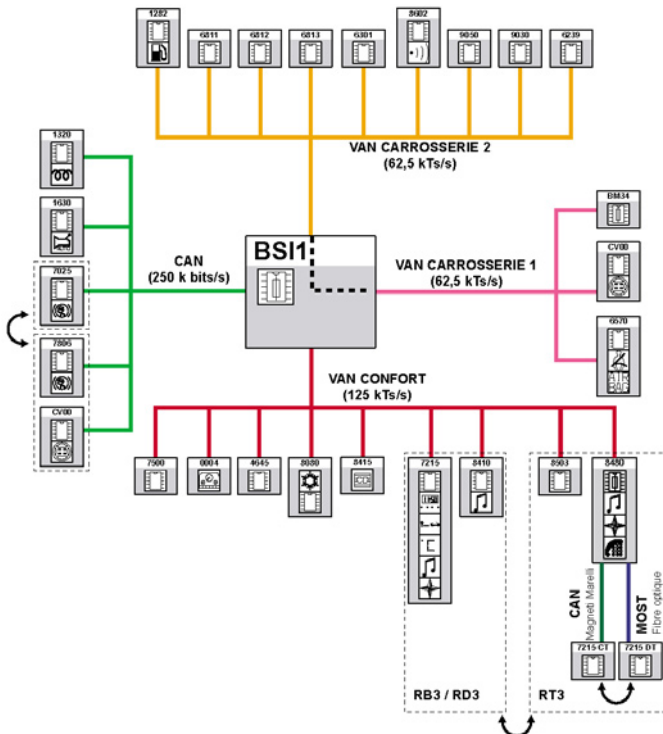 1282
6811
6812
6813
6301
8602
9050
9030
6239
VAN CARROSSERIE 2
(62,5 kTs/s)
1320
1630
7025
7806
CV00
CAN
(250 k bits/s)
BSI1
VAN CARROSSERIE 1
(62,5 kTs/s)
BM34
CV00
6570
VAN CONFORT
(125 kTs/s)
7500
0004
4645
8080
8415
7215
8410
8503
8480
CAN
Magneti Marelli
MOST
Fibre optique
7215 CT
7215 DT
RB3 / RD3
RT3